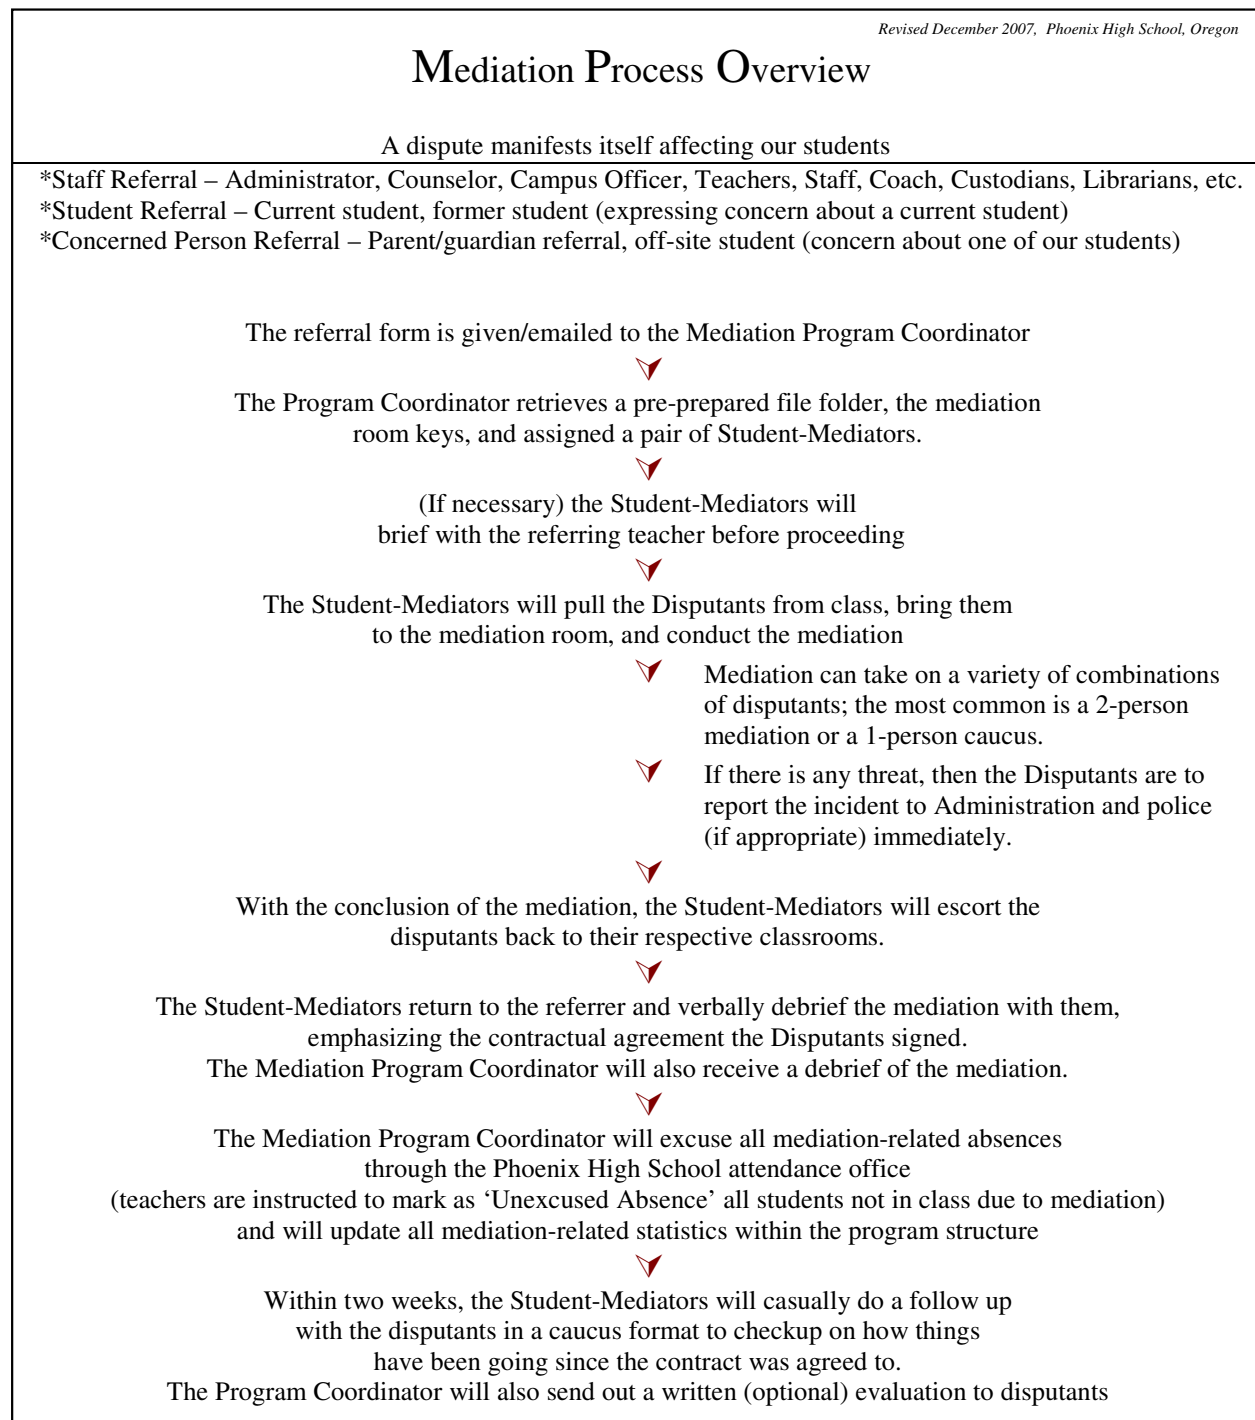 Revised December 2007, Phoenix High School, Oregon
Mediation Process Overview
A dispute manifests itself affecting our students
*Staff Referral – Administrator, Counselor, Campus Officer, Teachers, Staff, Coach, Custodians, Librarians, etc.
*Student Referral – Current student, former student (expressing concern about a current student)
*Concerned Person Referral – Parent/guardian referral, off-site student (concern about one of our students)
The referral form is given/emailed to the Mediation Program Coordinator
The Program Coordinator retrieves a pre-prepared file folder, the mediation
room keys, and assigned a pair of Student-Mediators.
(If necessary) the Student-Mediators will
brief with the referring teacher before proceeding
The Student-Mediators will pull the Disputants from class, bring them
to the mediation room, and conduct the mediation
Mediation can take on a variety of combinations
of disputants; the most common is a 2-person
mediation or a 1-person caucus.
If there is any threat, then the Disputants are to
report the incident to Administration and police
(if appropriate) immediately.
With the conclusion of the mediation, the Student-Mediators will escort the
disputants back to their respective classrooms.
The Student-Mediators return to the referrer and verbally debrief the mediation with them,
emphasizing the contractual agreement the Disputants signed.
The Mediation Program Coordinator will also receive a debrief of the mediation.
The Mediation Program Coordinator will excuse all mediation-related absences
through the Phoenix High School attendance office
(teachers are instructed to mark as ‘Unexcused Absence’ all students not in class due to mediation)
and will update all mediation-related statistics within the program structure
Within two weeks, the Student-Mediators will casually do a follow up
with the disputants in a caucus format to checkup on how things
have been going since the contract was agreed to.
The Program Coordinator will also send out a written (optional) evaluation to disputants